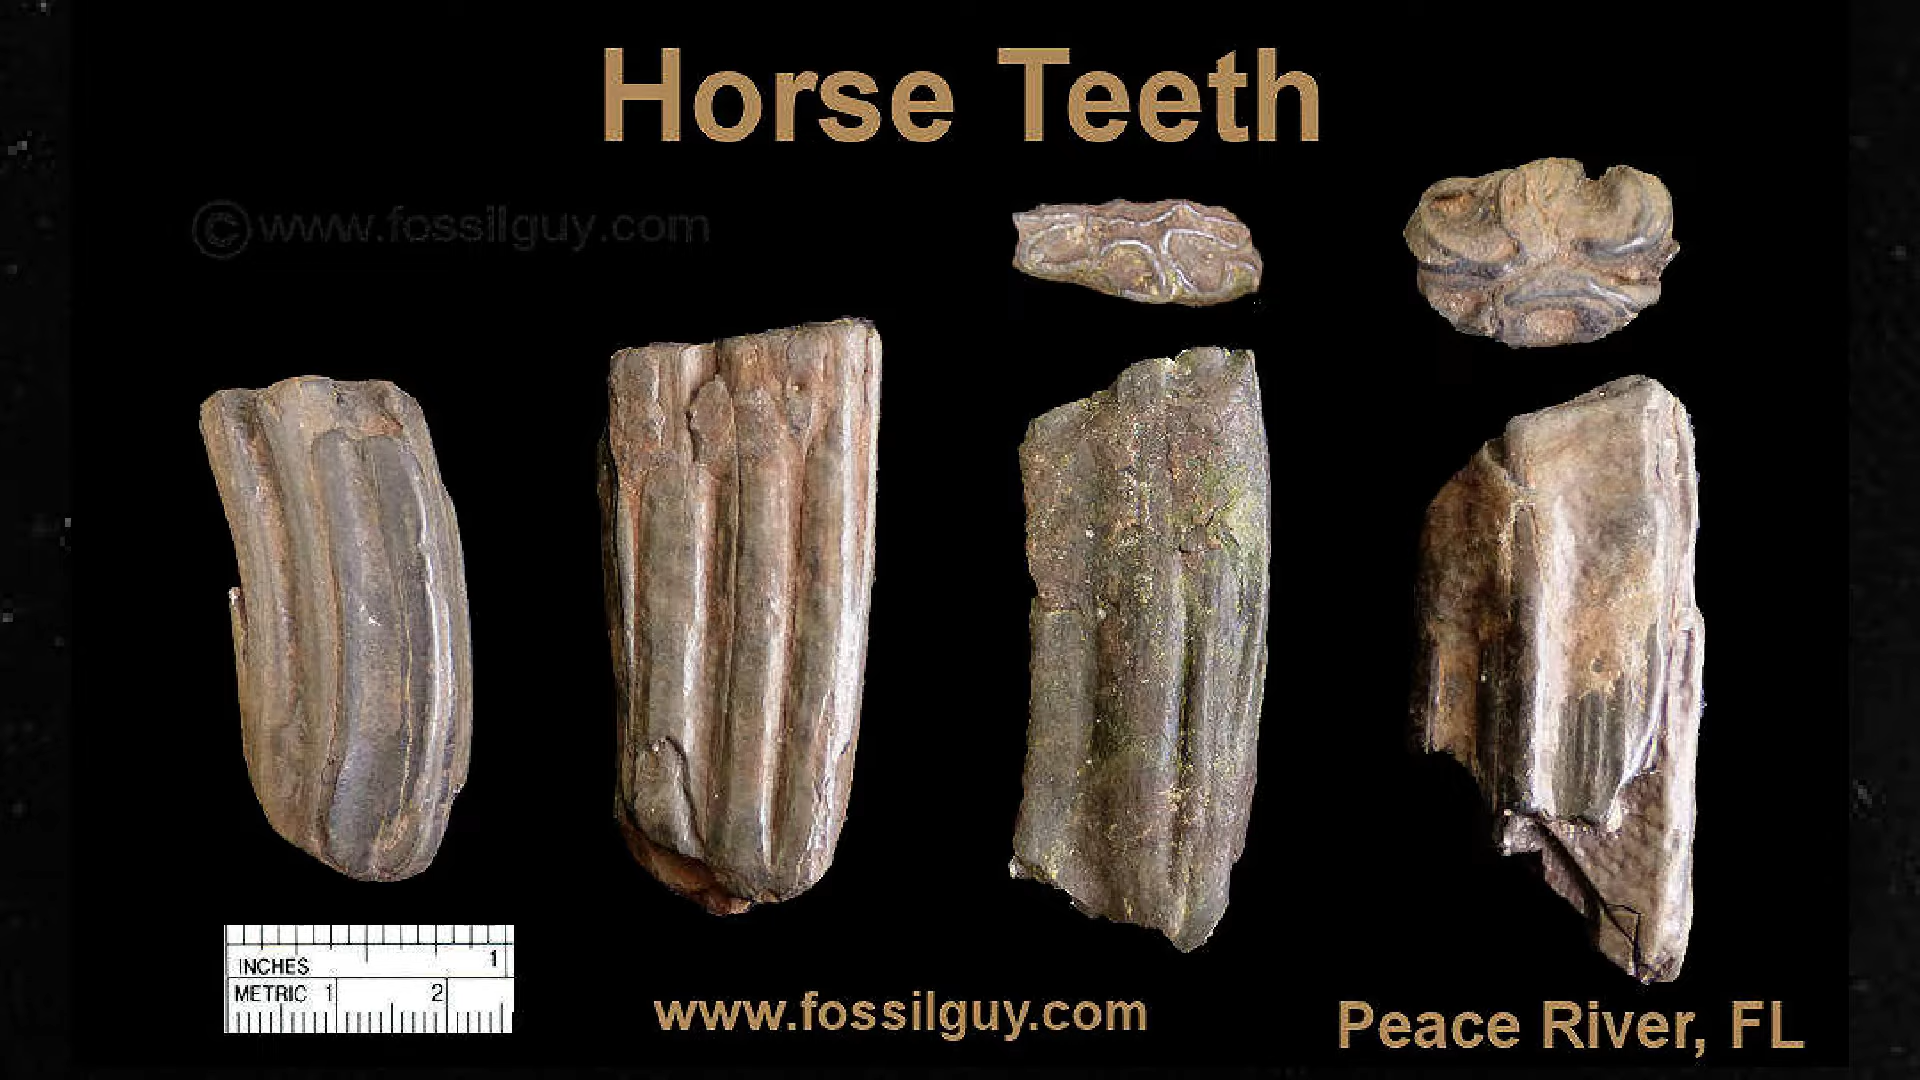 Horse Teeth
©www.fossilguy.com
INCHES 1
METRIC 1 2
www.fossilguy.com
Peace River, FL